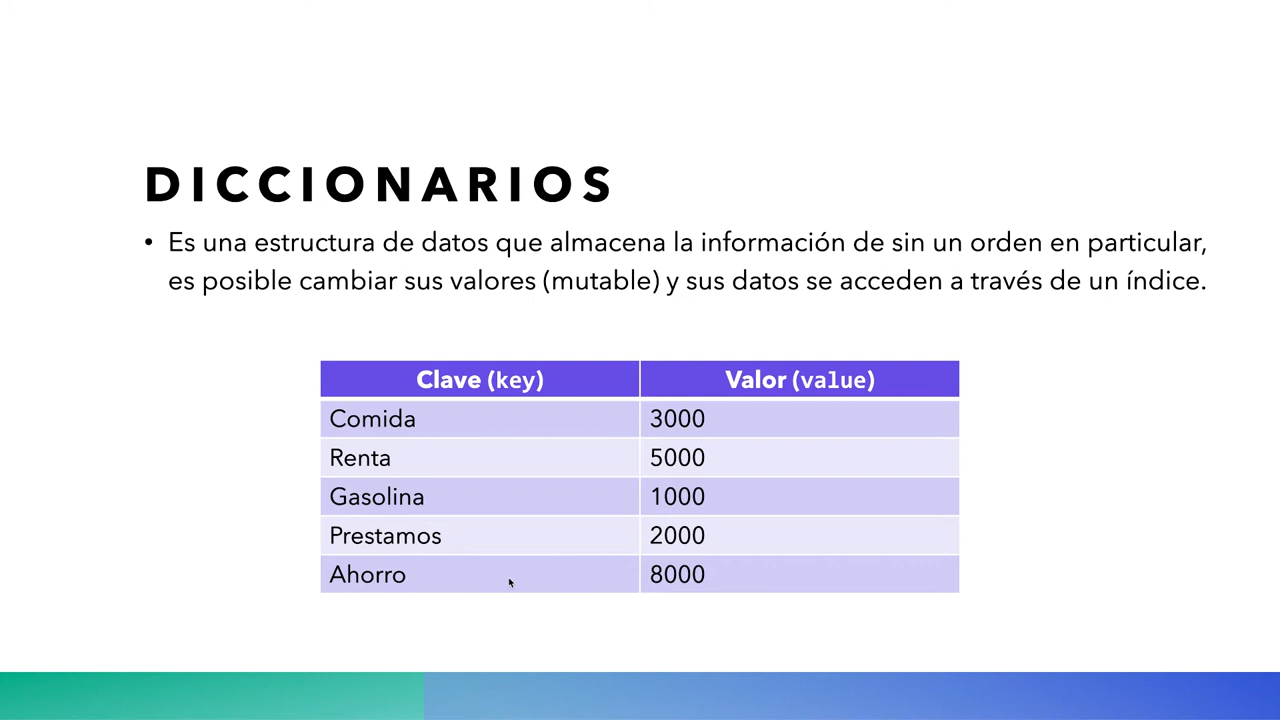 DICCIONARIOS
• Es una estructura de datos que almacena la información de sin un orden en particular,
es posible cambiar sus valores (mutable) y sus datos se acceden a través de un índice.
Clave (key) Valor (value)
Comida 3000
Renta 5000
Gasolina 1000
Prestamos 2000
Ahorro 8000